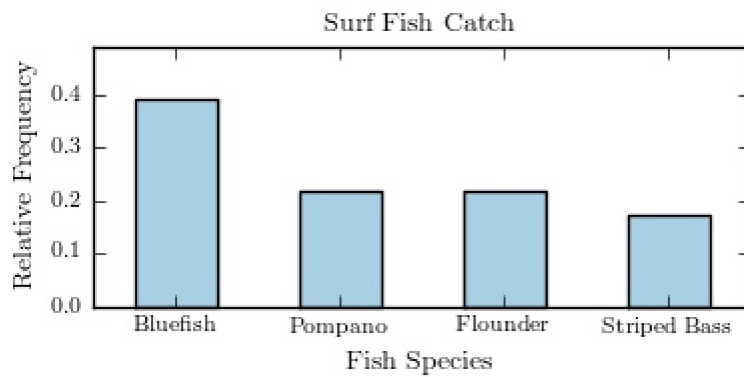 Surf Fish Catch
Relative Frequency
0.4
0.3
0.2
0.1
0.0
Bluefish Pompano Flounder Striped Bass
Fish Species